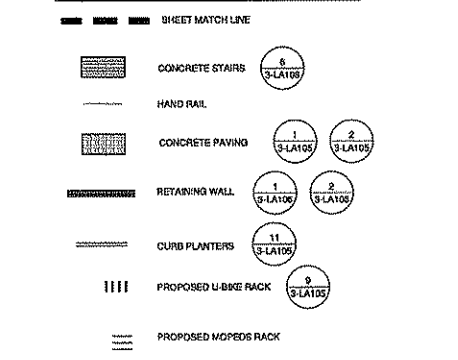 SHEET MATCH LINE
CONCRETE STAIRS
6
3-LA105
HAND RAIL
CONCRETE PAVING
1
3-LA105
2
3-LA105
RETAINING WALL
1
3-LA106
2
3-LA105
CURB PLANTERS
11
3-LA105
PROPOSED U-BIKE RACK
9
3-LA105
PROPOSED MOPEDS RACK